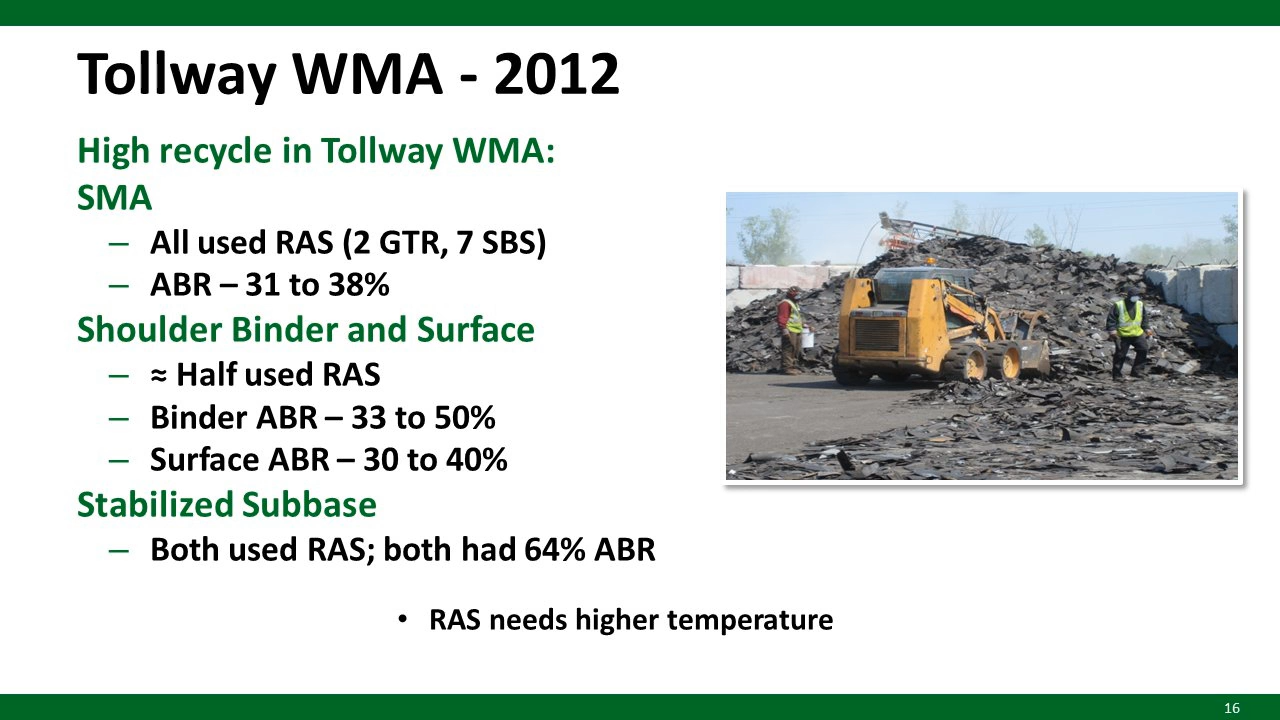 Tollway WMA - 2012
High recycle in Tollway WMA:
SMA
– All used RAS (2 GTR, 7 SBS)
– ABR – 31 to 38%
Shoulder Binder and Surface
– ≈ Half used RAS
– Binder ABR – 33 to 50%
– Surface ABR – 30 to 40%
Stabilized Subbase
– Both used RAS; both had 64% ABR
• RAS needs higher temperature
16